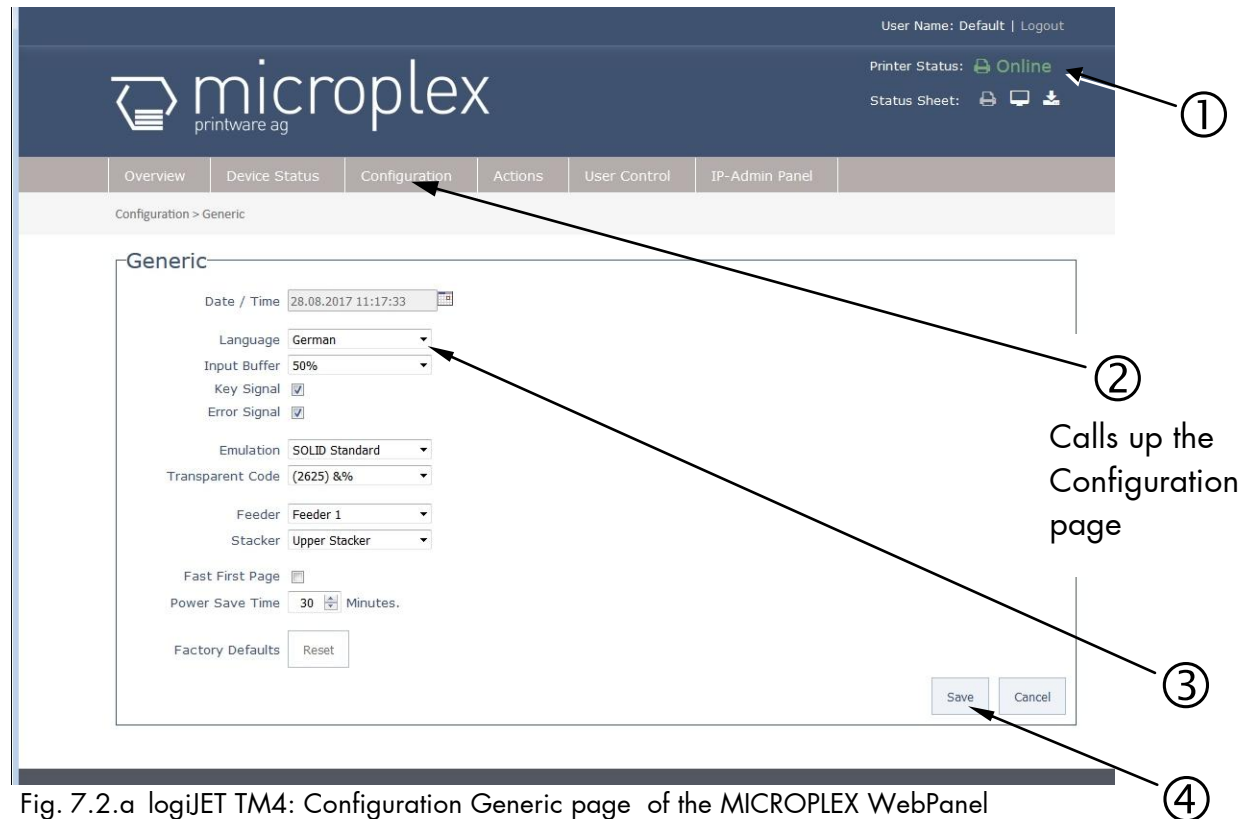 User Name: Default | Logout
Printer Status: Online
Status Sheet:
①
microplex
printware ag
Overview Device Status Configuration Actions User Control IP-Admin Panel
Configuration > Generic
Generic
Date / Time 28.08.2017 11:17:33
Language German
Input Buffer 50%
Key Signal
Error Signal
②
Calls up the
Configuration
page
Emulation SOLID Standard
Transparent Code (2625) &%
Feeder Feeder 1
Stacker Upper Stacker
Fast First Page
Power Save Time 30 Minutes.
Factory Defaults Reset
③
Save Cancel
④
Fig. 7.2.a logiJET TM4: Configuration Generic page of the MICROPLEX WebPanel